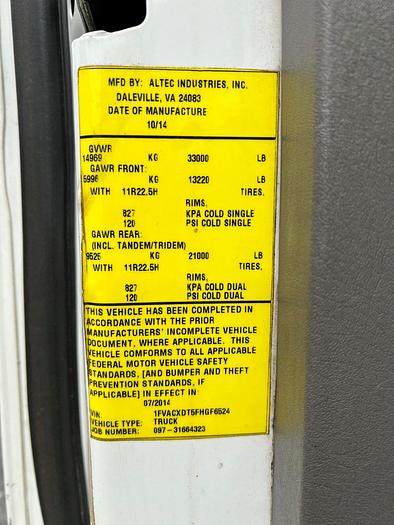 MFD BY: ALTEC INDUSTRIES, INC.
DALEVILLE, VA 24083
DATE OF MANUFACTURE
10/14
GVWR
14969 KG 33000 LB
GAWR FRONT:
5996 KG 13220 LB
WITH 11R22.5H TIRES,
RIMS,
827 KPA COLD SINGLE
120 PSI COLD SINGLE
GAWR REAR:
(INCL. TANDEM/TRIDEM)
9525 KG 21000 LB
WITH 11R22.5H TIRES,
RIMS,
827 KPA COLD DUAL
120 PSI COLD DUAL
THIS VEHICLE HAS BEEN COMPLETED IN
ACCORDANCE WITH THE PRIOR
MANUFACTURERS' INCOMPLETE VEHICLE
DOCUMENT, WHERE APPLICABLE. THIS
VEHICLE COMFORMS TO ALL APPLICABLE
FEDERAL MOTOR VEHICLE SAFETY
STANDARDS, [AND BUMPER AND THEFT
PREVENTION STANDARDS, IF
APPLICABLE] IN EFFECT IN:
07/2014
VIN: 1FVACXDT5FHGF6524
VEHICLE TYPE: TRUCK
JOB NUMBER: 097-31664323